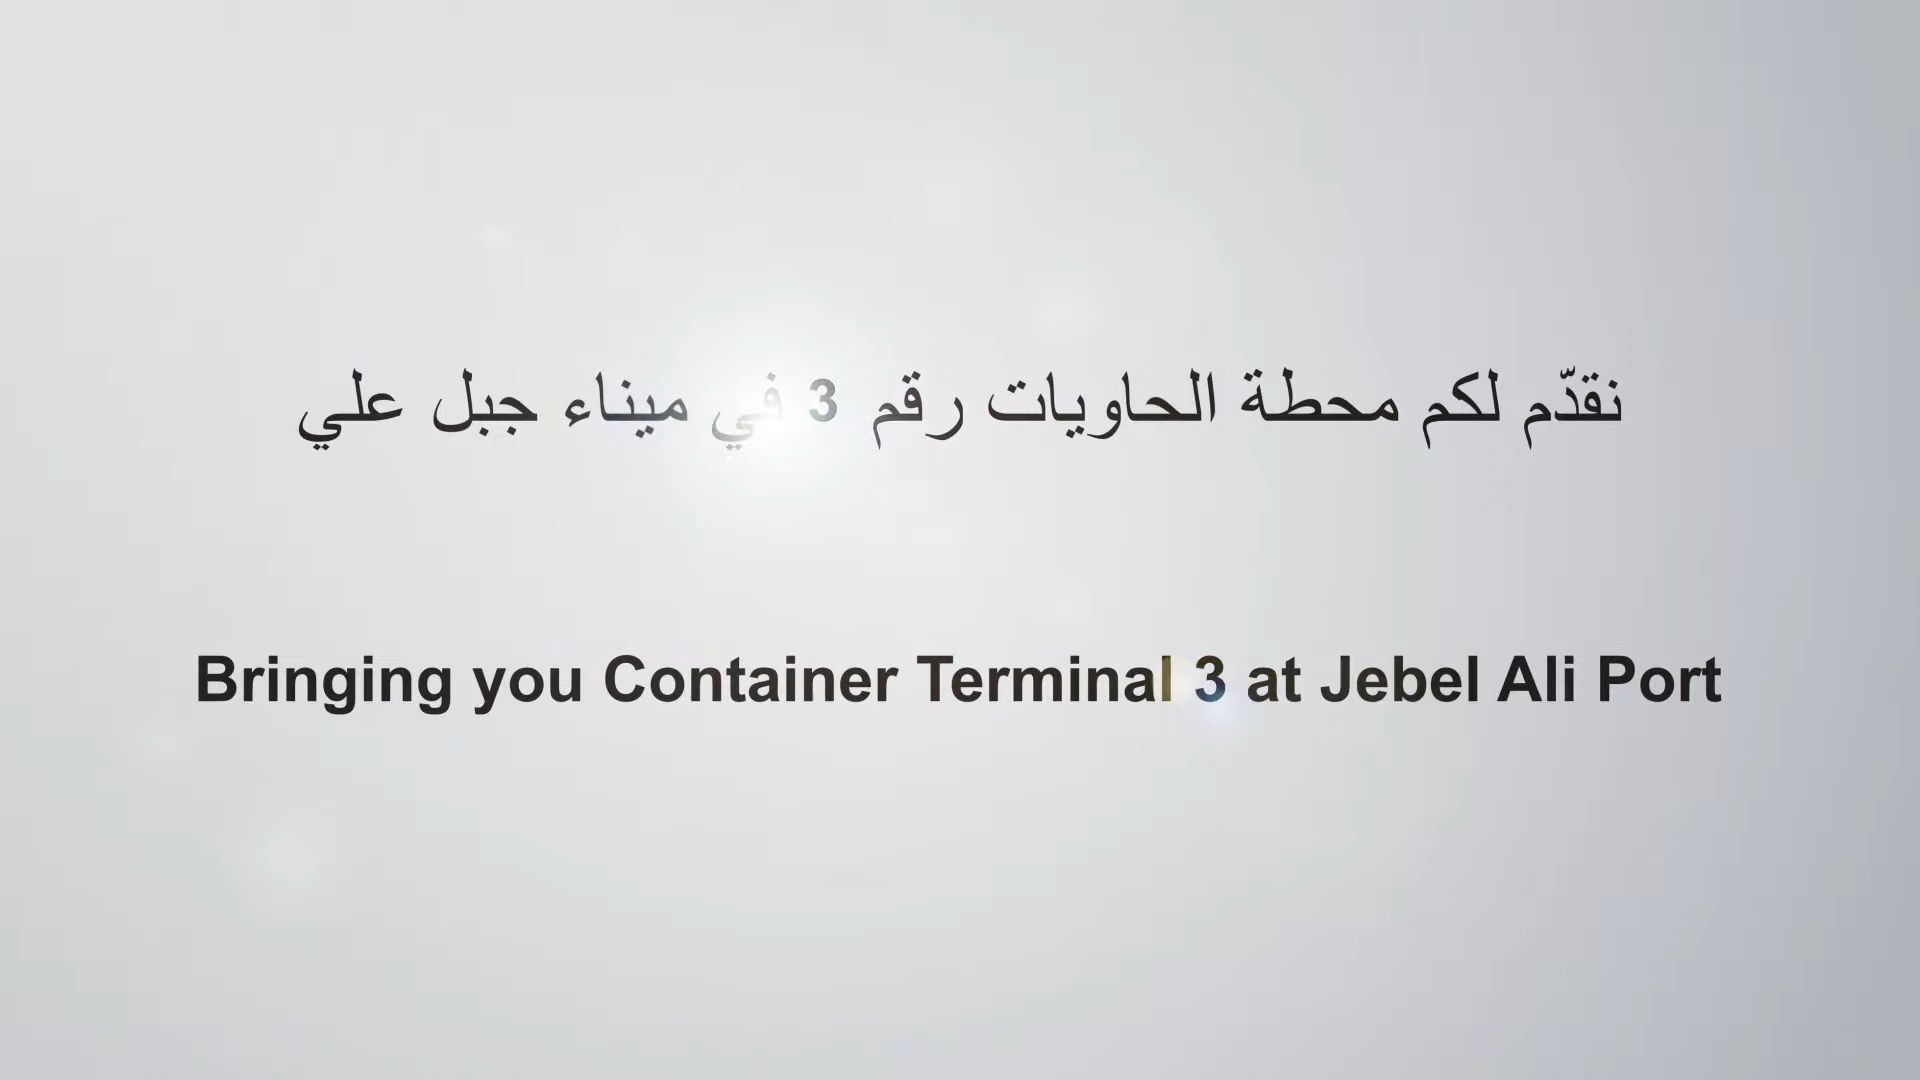 نقدّم لكم محطة الحاويات رقم 3 في ميناء جبل علي
Bringing you Container Terminal 3 at Jebel Ali Port